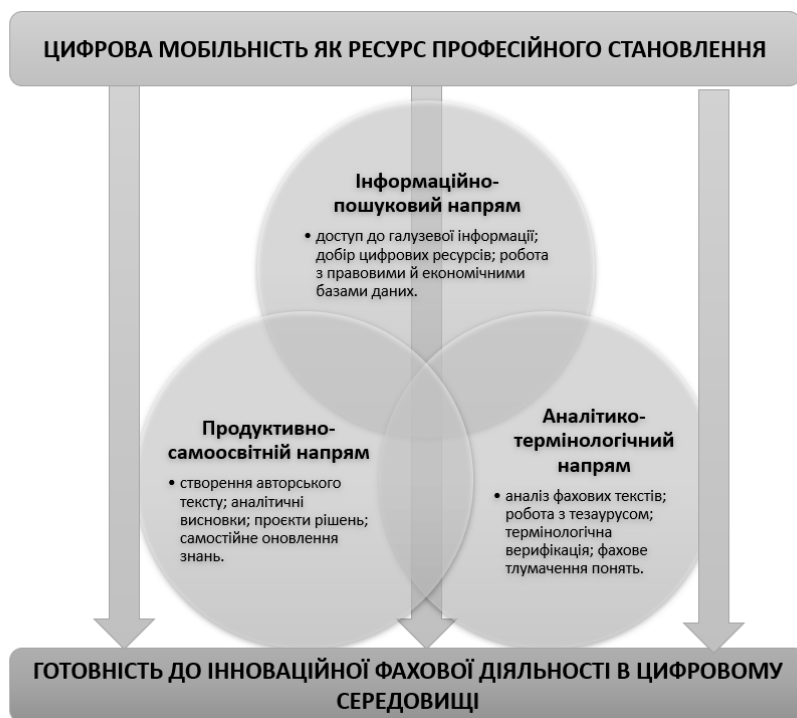 ЦИФРОВА МОБІЛЬНІСТЬ ЯК РЕСУРС ПРОФЕСІЙНОГО СТАНОВЛЕННЯ
Інформаційно-
пошуковий напрям
• доступ до галузевої інформації;
добір цифрових ресурсів; робота
з правовими й економічними
базами даних.
Продуктивно-
самоосвітній напрям
• створення авторського
тексту; аналітичні
висновки; проєкти рішень;
самостійне оновлення
знань.
Аналітико-
термінологічний
напрям
• аналіз фахових текстів;
робота з тезаурусом;
термінологічна
верифікація; фахове
тлумачення понять.
ГОТОВНІСТЬ ДО ІННОВАЦІЙНОЇ ФАХОВОЇ ДІЯЛЬНОСТІ В ЦИФРОВОМУ
СЕРЕДОВИЩІ